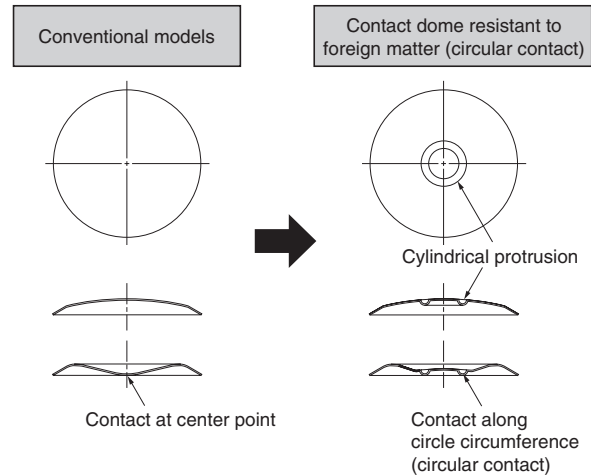 Conventional models
Contact dome resistant to
foreign matter (circular contact)
Cylindrical protrusion
Contact at center point
Contact along
circle circumference
(circular contact)